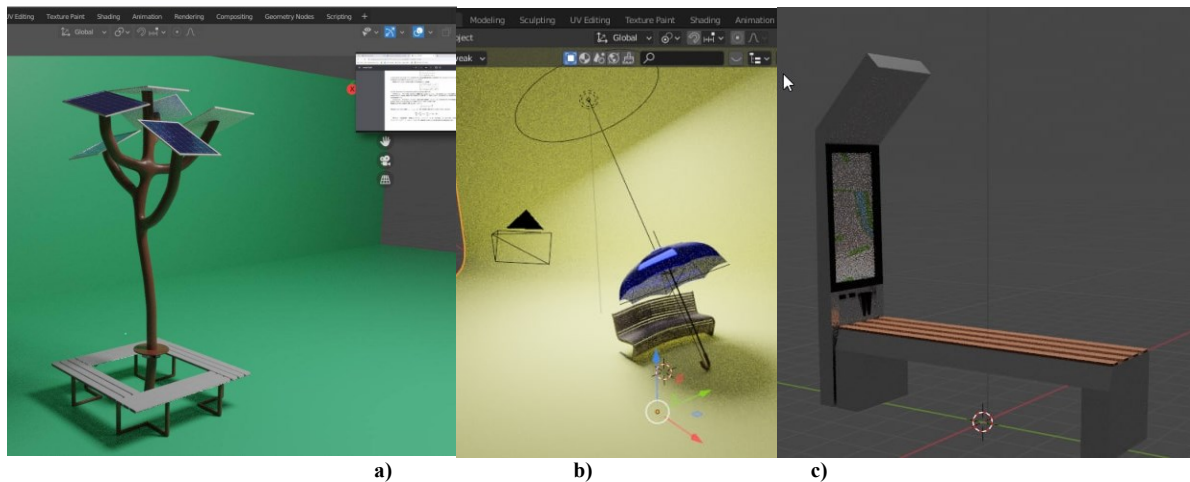 UV Editing Texture Paint Shading Animation Rendering Compositing Geometry Nodes Scripting +
Global
Modeling Sculpting UV Editing Texture Paint Shading Animation
ject Global
eak
a) b) c)